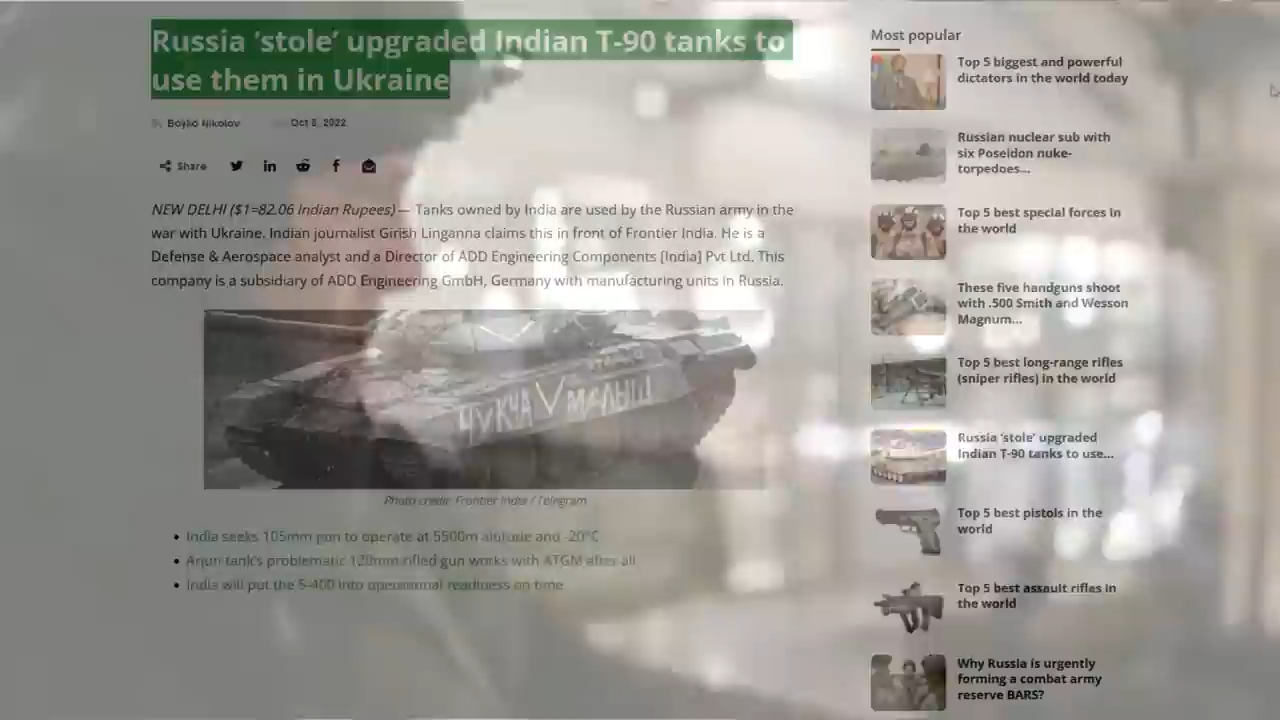 Russia ‘stole’ upgraded Indian T-90 tanks to
use them in Ukraine
By Boyko Nikolov
Oct 8, 2022
Share
NEW DELHI ($1=82.06 Indian Rupees) — Tanks owned by India are used by the Russian army in the
war with Ukraine. Indian journalist Girish Linganna claims this in front of Frontier India. He is a
Defense & Aerospace analyst and a Director of ADD Engineering Components [India] Pvt Ltd. This
company is a subsidiary of ADD Engineering GmbH, Germany with manufacturing units in Russia.
ЧУКЧА V МАЛЫШ
Photo credit: Frontier India / Telegram
• India seeks 105mm gun to operate at 5500m altitude and -20°C
• Arjun tank's problematic 120mm rifled gun works with ATGM after all
• India will put the S-400 into operational readiness on time
Most popular
Top 5 biggest and powerful
dictators in the world today
Russian nuclear sub with
six Poseidon nuke-
torpedoes...
Top 5 best special forces in
the world
These five handguns shoot
with .500 Smith and Wesson
Magnum...
Top 5 best long-range rifles
(sniper rifles) in the world
Russia ‘stole’ upgraded
Indian T-90 tanks to use...
Top 5 best pistols in the
world
Top 5 best assault rifles in
the world
Why Russia is urgently
forming a combat army
reserve BARS?